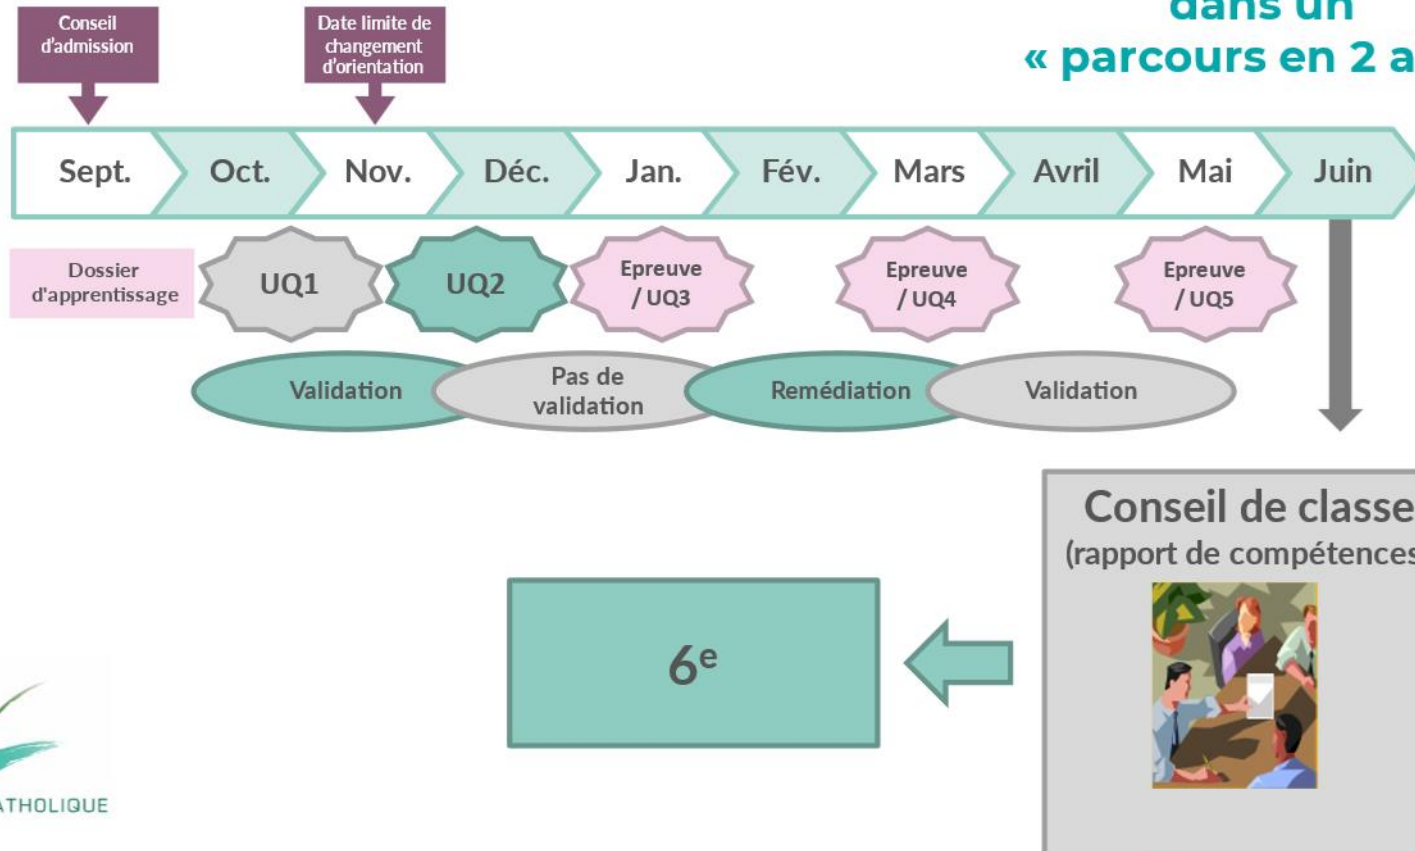 dans un
« parcours en 2 a
Conseil
d'admission
Date limite de
changement
d'orientation
Sept.
Oct.
Nov.
Déc.
Jan.
Fév.
Mars
Avril
Mai
Juin
Dossier
d'apprentissage
UQ1
UQ2
Epreuve
/ UQ3
Epreuve
/ UQ4
Epreuve
/ UQ5
Validation
Pas de
validation
Remédiation
Validation
Conseil de classe
(rapport de compétences
6e
ATHOLIQUE